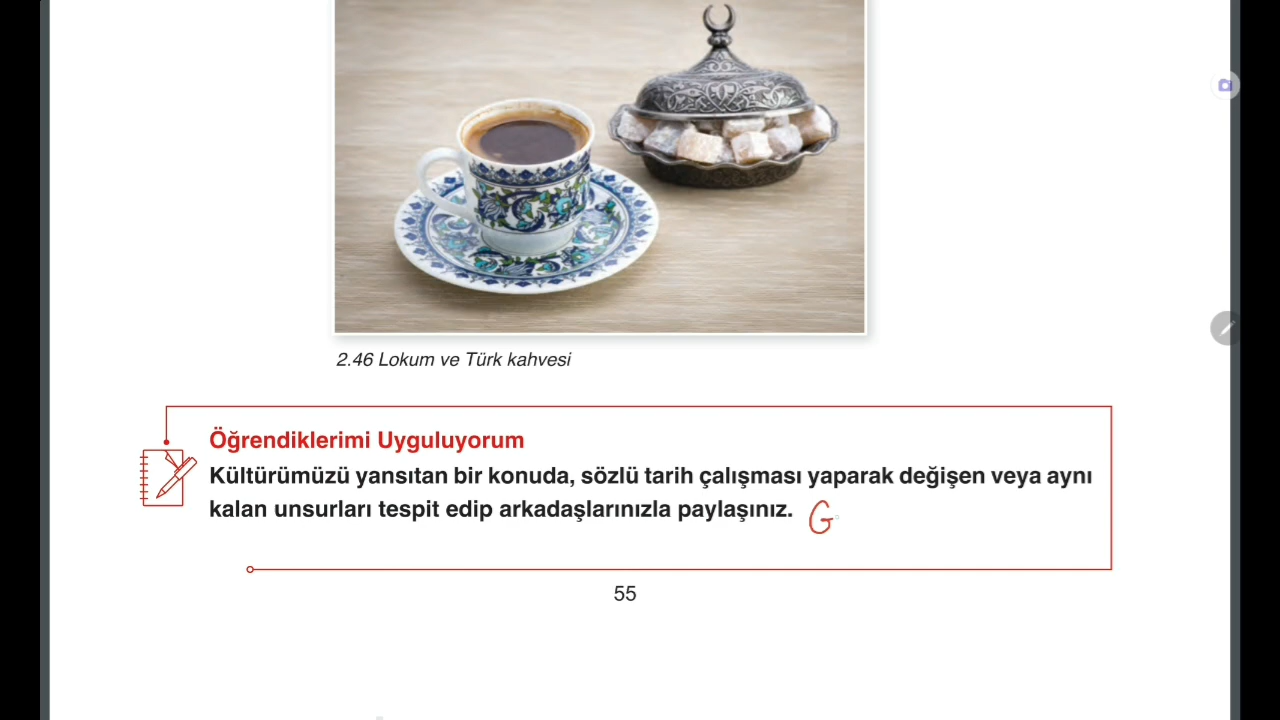 2.46 Lokum ve Türk kahvesi
Öğrendiklerimi Uyguluyorum
Kültürümüzü yansıtan bir konuda, sözlü tarih çalışması yaparak değişen veya aynı
kalan unsurları tespit edip arkadaşlarınızla paylaşınız. G
55